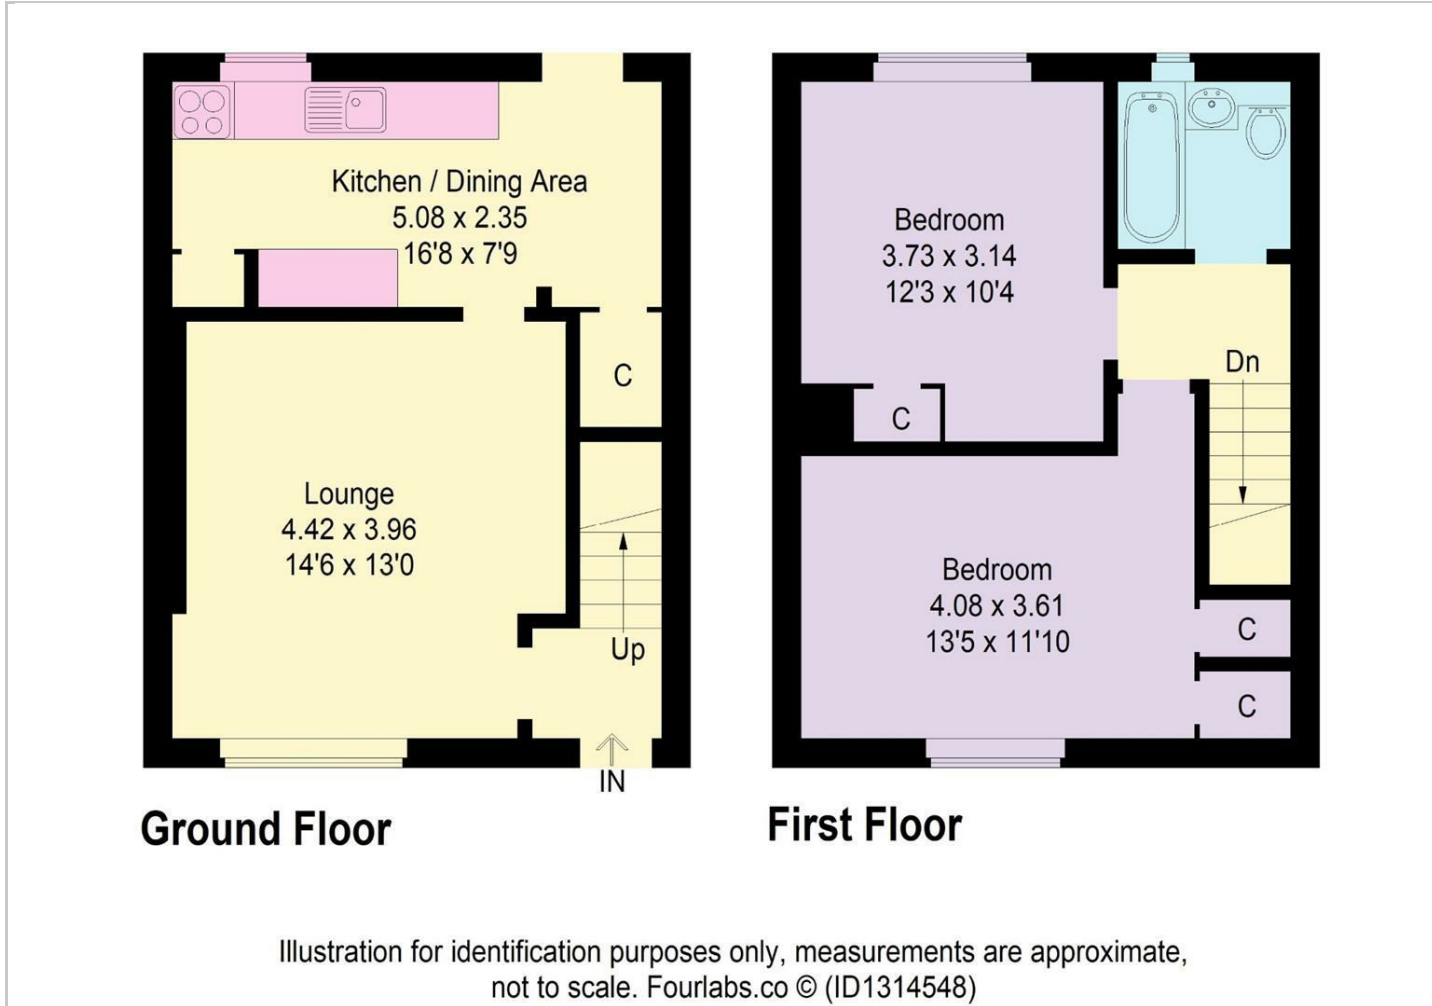 Kitchen / Dining Area
5.08 x 2.35
16'8 x 7'9
C
Lounge
4.42 x 3.96
14'6 x 13'0
Up
IN
Ground Floor
Bedroom
3.73 x 3.14
12'3 x 10'4
Dn
C
Bedroom
4.08 x 3.61
13'5 x 11'10
C
C
First Floor
Illustration for identification purposes only, measurements are approximate,
not to scale. Fourlabs.co © (ID1314548)